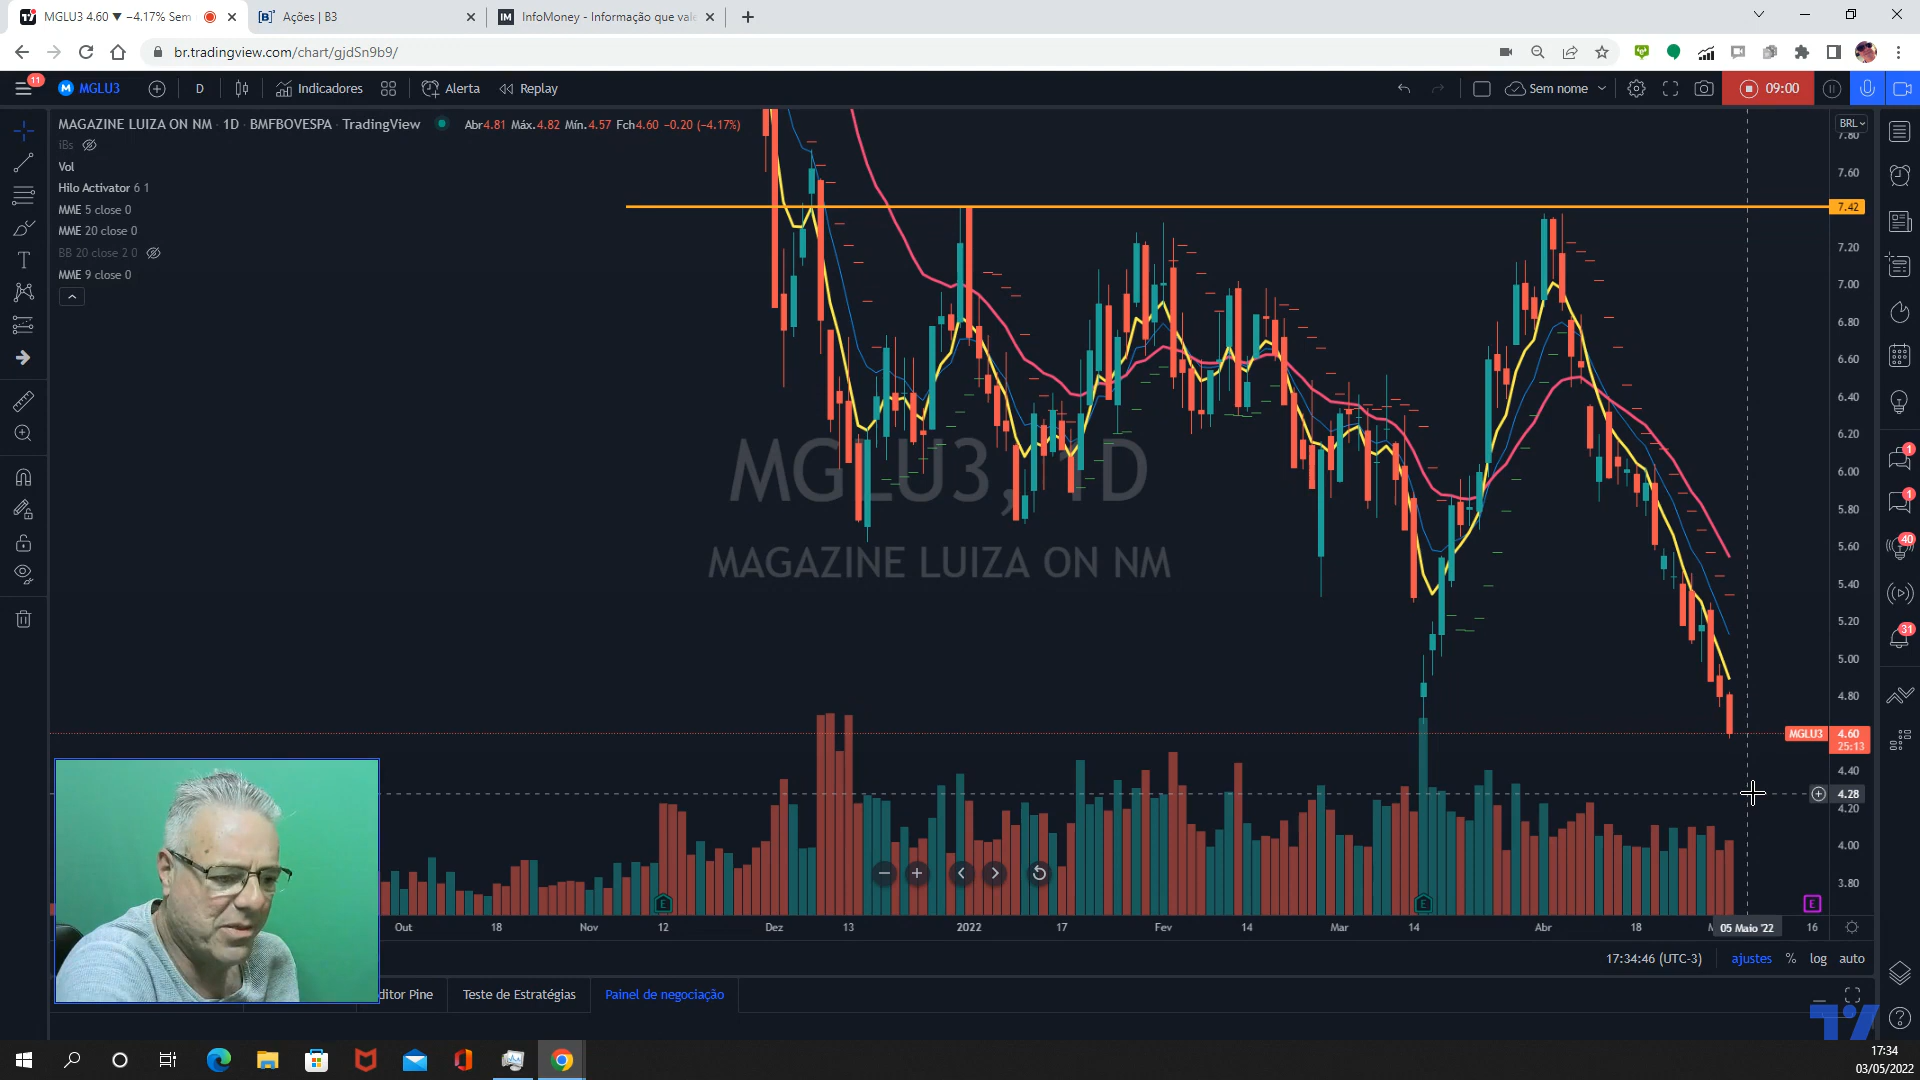 MGLU3 4.60 ▼ −4.17% Sem
Ações | B3
InfoMoney - Informação que val
br.tradingview.com/chart/gjdSn9b9/
11
MGLU3
D
Indicadores
Alerta
Replay
Sem nome
09:00
MAGAZINE LUIZA ON NM · 1D · BMFBOVESPA · TradingView
Abr4.81 Máx.4.82 Mín.4.57 Fch4.60 −0.20 (−4.17%)
BRL
iBs
Vol
Hilo Activator 6 1
MME 5 close 0
MME 20 close 0
BB 20 close 2 0
MME 9 close 0
7.80
7.60
7.42
7.20
7.00
6.80
6.60
6.40
6.20
6.00
5.80
5.60
5.40
5.20
5.00
4.80
MGLU3 4.60
25:13
4.40
4.28
4.20
4.00
3.80
MGLU3, 1D
MAGAZINE LUIZA ON NM
1
1
40
31
E
E
E
Out
18
Nov
12
Dez
13
2022
17
Fev
14
Mar
14
Abr
18
05 Maio '22
16
17:34:46 (UTC-3)
ajustes
%
log
auto
ditor Pine
Teste de Estratégias
Painel de negociação
17:34
03/05/2022